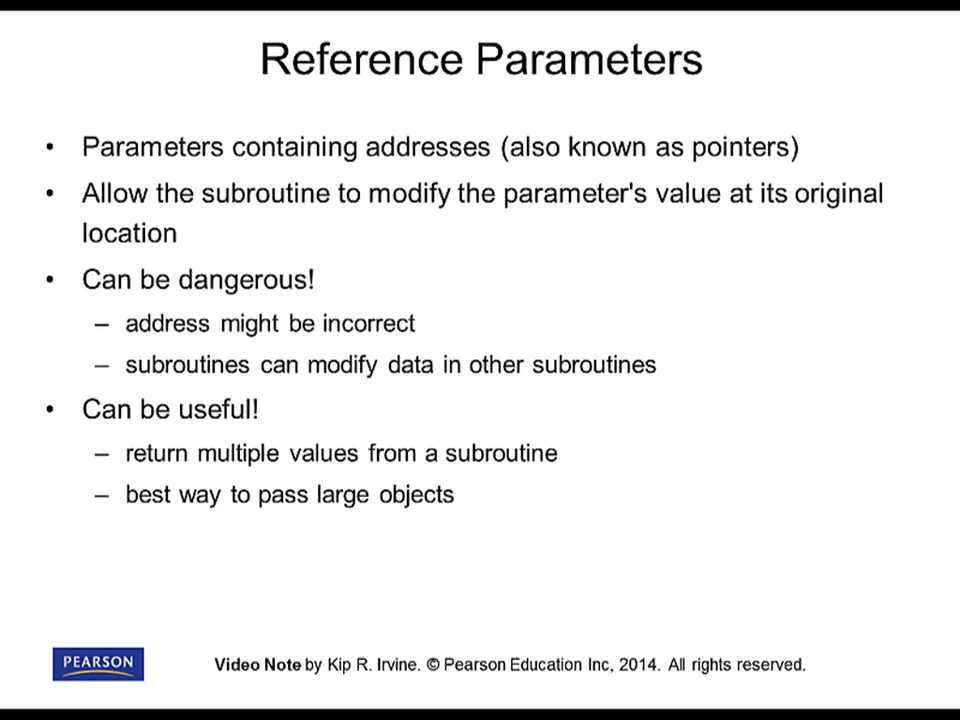 Reference Parameters
• Parameters containing addresses (also known as pointers)
• Allow the subroutine to modify the parameter's value at its original
location
• Can be dangerous!
– address might be incorrect
– subroutines can modify data in other subroutines
• Can be useful!
– return multiple values from a subroutine
– best way to pass large objects
PEARSON
Video Note by Kip R. Irvine. © Pearson Education Inc, 2014. All rights reserved.